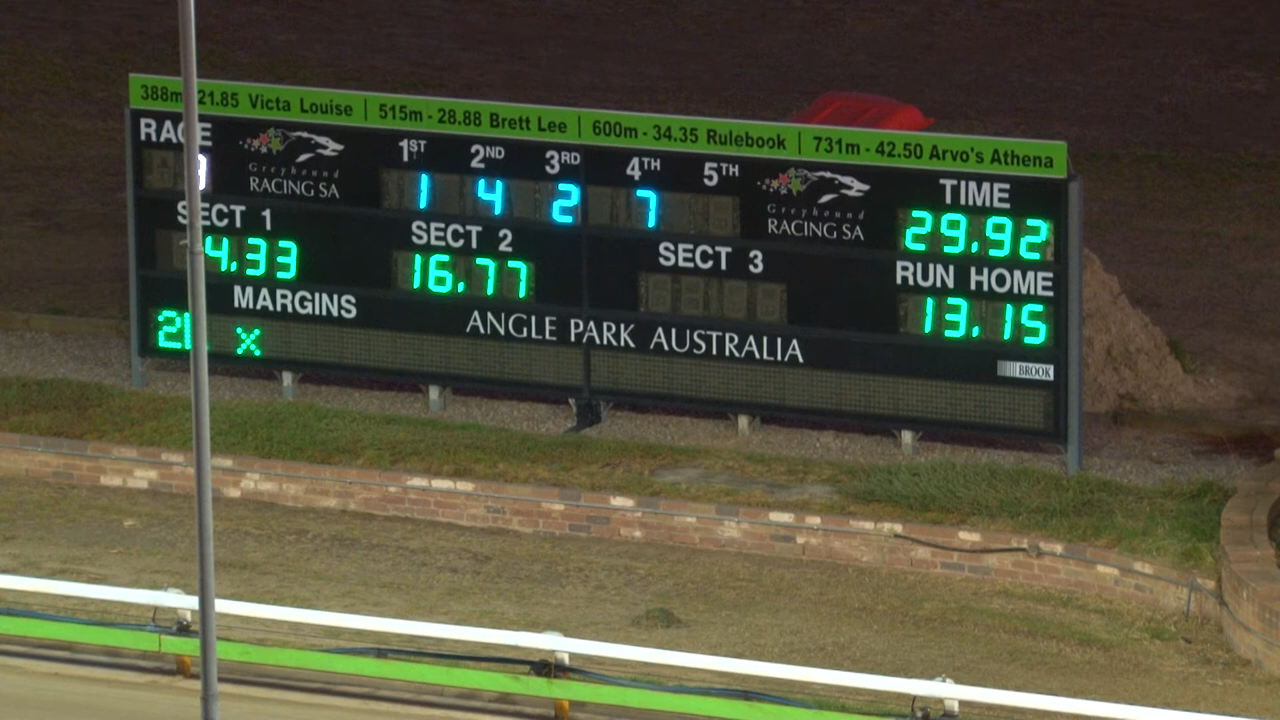 388m 21.85 Victa Louise | 515m - 28.88 Brett Lee | 600m - 34.35 Rulebook | 731m - 42.50 Arvo's Athena
RACE
Greyhound
RACING SA
1ST 2ND 3RD 4TH 5TH
1 4 2 7
Greyhound
RACING SA
TIME
29.92
SECT 1
4.33
SECT 2
16.77
SECT 3
RUN HOME
13.15
MARGINS
x
ANGLE PARK AUSTRALIA
BROOK